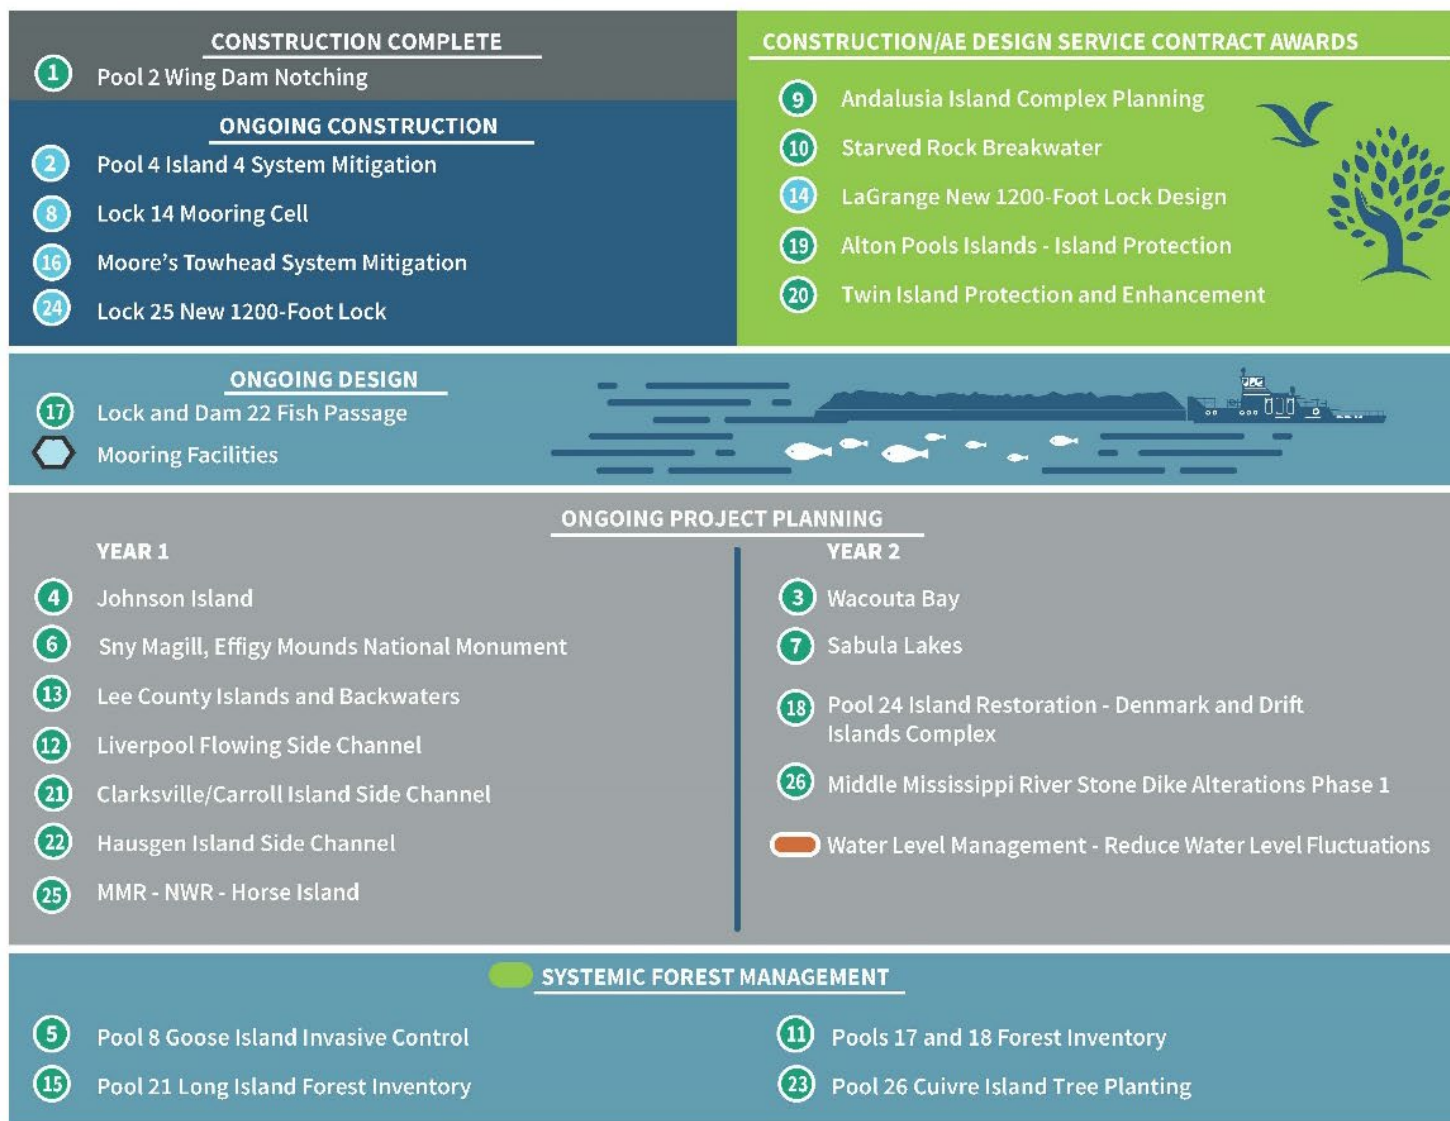 CONSTRUCTION COMPLETE
1 Pool 2 Wing Dam Notching
ONGOING CONSTRUCTION
2 Pool 4 Island 4 System Mitigation
8 Lock 14 Mooring Cell
16 Moore's Towhead System Mitigation
24 Lock 25 New 1200-Foot Lock
CONSTRUCTION/AE DESIGN SERVICE CONTRACT AWARDS
9 Andalusia Island Complex Planning
10 Starved Rock Breakwater
14 LaGrange New 1200-Foot Lock Design
19 Alton Pools Islands - Island Protection
20 Twin Island Protection and Enhancement
ONGOING DESIGN
17 Lock and Dam 22 Fish Passage
Mooring Facilities
ONGOING PROJECT PLANNING
YEAR 1
4 Johnson Island
6 Sny Magill, Effigy Mounds National Monument
13 Lee County Islands and Backwaters
12 Liverpool Flowing Side Channel
21 Clarksville/Carroll Island Side Channel
22 Hausgen Island Side Channel
25 MMR - NWR - Horse Island
YEAR 2
3 Wacouta Bay
7 Sabula Lakes
18 Pool 24 Island Restoration - Denmark and Drift
Islands Complex
26 Middle Mississippi River Stone Dike Alterations Phase 1
Water Level Management - Reduce Water Level Fluctuations
SYSTEMIC FOREST MANAGEMENT
5 Pool 8 Goose Island Invasive Control
15 Pool 21 Long Island Forest Inventory
11 Pools 17 and 18 Forest Inventory
23 Pool 26 Cuivre Island Tree Planting